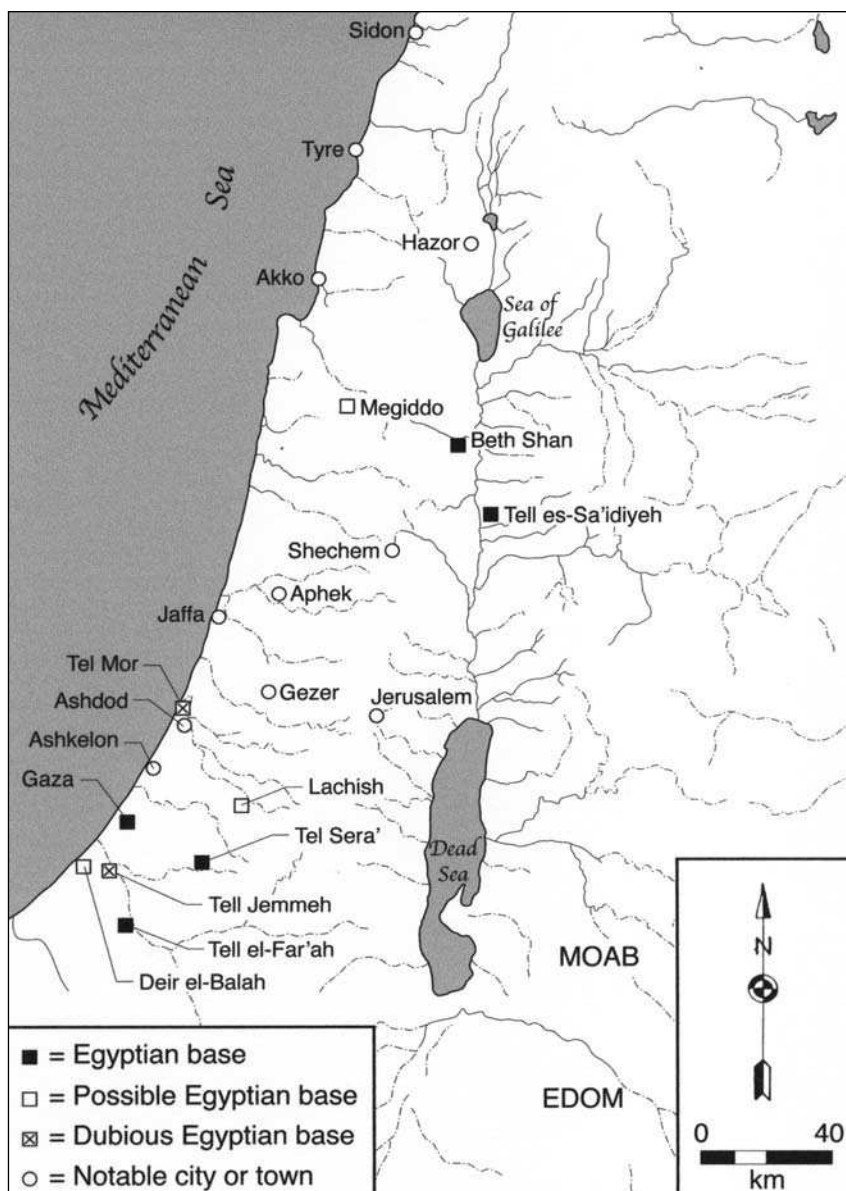 Sidon
Tyre
Mediterranean Sea
Hazor
Akko
Sea of
Galilee
Megiddo
Beth Shan
Tell es-Sa'idiyeh
Shechem
Aphek
Jaffa
Tel Mor
Gezer
Jerusalem
Ashdod
Ashkelon
Gaza
Lachish
Tel Sera'
Dead
Sea
Tell Jemmeh
Tell el-Far'ah
MOAB
Deir el-Balah
N
= Egyptian base
= Possible Egyptian base
EDOM
= Dubious Egyptian base
0 40
= Notable city or town
km